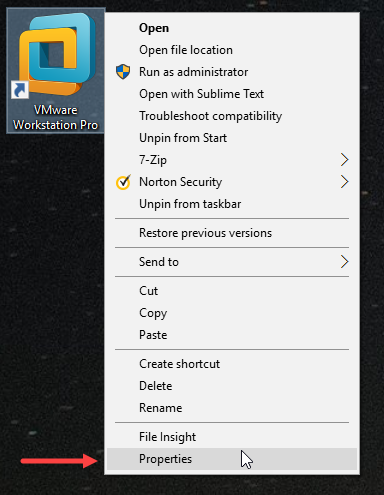 VMware
Workstation Pro
Open
Open file location
Run as administrator
Open with Sublime Text
Troubleshoot compatibility
Unpin from Start
7-Zip
Norton Security
Unpin from taskbar
Restore previous versions
Send to
Cut
Copy
Paste
Create shortcut
Delete
Rename
File Insight
Properties